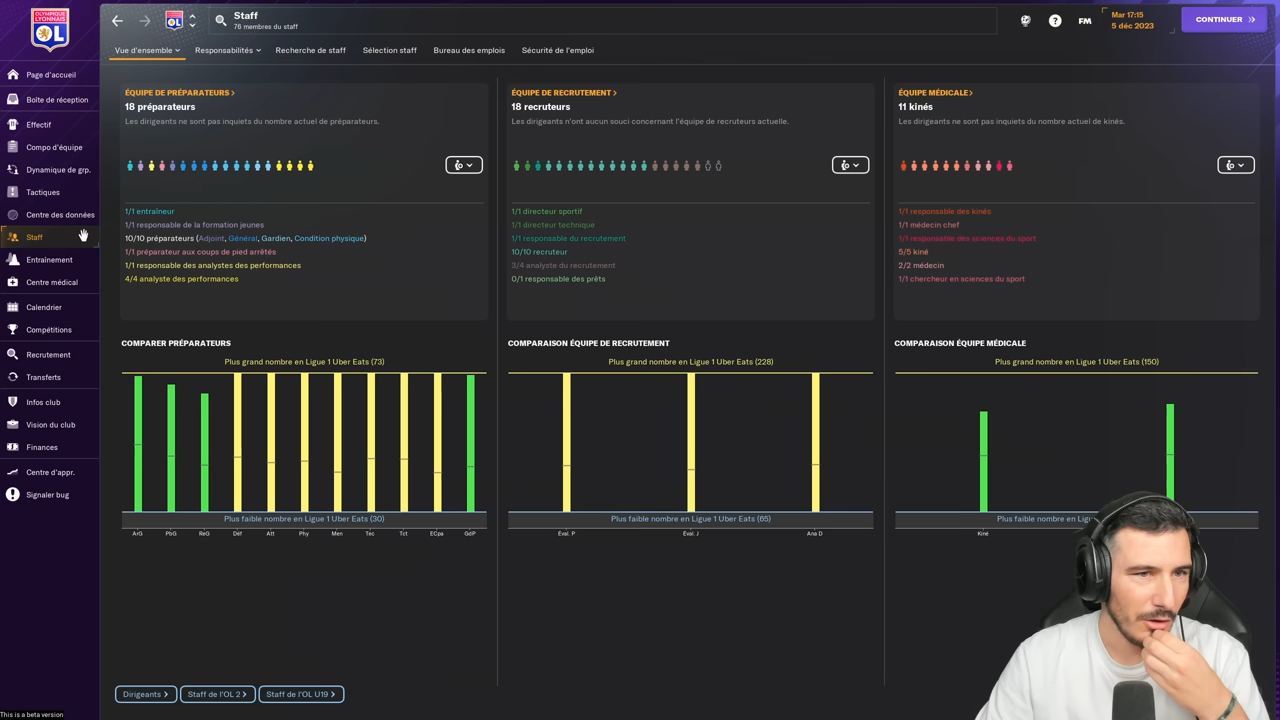 OLYMPIQUE LYONNAIS
OL
Staff
76 membres du staff
FM
Mar 17:15
5 déc 2023
CONTINUER
Vue d'ensemble
Responsabilités
Recherche de staff
Sélection staff
Bureau des emplois
Sécurité de l'emploi
Page d'accueil
Boîte de réception
Effectif
Compo d'équipe
Dynamique de grp.
Tactiques
Centre des données
Staff
Entraînement
Centre médical
Calendrier
Compétitions
Recrutement
Transferts
Infos club
Vision du club
Finances
Centre d'appr.
Signaler bug
This is a beta version
ÉQUIPE DE PRÉPARATEURS >
18 préparateurs
Les dirigeants ne sont pas inquiets du nombre actuel de préparateurs.
1/1 entraîneur
1/1 responsable de la formation jeunes
10/10 préparateurs (Adjoint, Général, Gardien, Condition physique)
1/1 préparateur aux coups de pied arrêtés
1/1 responsable des analystes des performances
4/4 analyste des performances
ÉQUIPE DE RECRUTEMENT >
18 recruteurs
Les dirigeants n'ont aucun souci concernant l'équipe de recruteurs actuelle.
1/1 directeur sportif
1/1 directeur technique
1/1 responsable du recrutement
10/10 recruteur
3/4 analyste du recrutement
0/1 responsable des prêts
ÉQUIPE MÉDICALE >
11 kinés
Les dirigeants ne sont pas inquiets du nombre actuel de kinés.
1/1 responsable des kinés
1/1 médecin chef
1/1 responsable des sciences du sport
5/5 kiné
2/2 médecin
1/1 chercheur en sciences du sport
COMPARER PRÉPARATEURS
Plus grand nombre en Ligue 1 Uber Eats (73)
Plus faible nombre en Ligue 1 Uber Eats (30)
ArG PbG ReG Déf Att Phy Men Tec Tct ECpa GdP
COMPARAISON ÉQUIPE DE RECRUTEMENT
Plus grand nombre en Ligue 1 Uber Eats (228)
Plus faible nombre en Ligue 1 Uber Eats (65)
Éval. P Éval. J Ana D
COMPARAISON ÉQUIPE MÉDICALE
Plus grand nombre en Ligue 1 Uber Eats (150)
Plus faible nombre en
Kiné
Dirigeants >
Staff de l'OL 2 >
Staff de l'OL U19 >